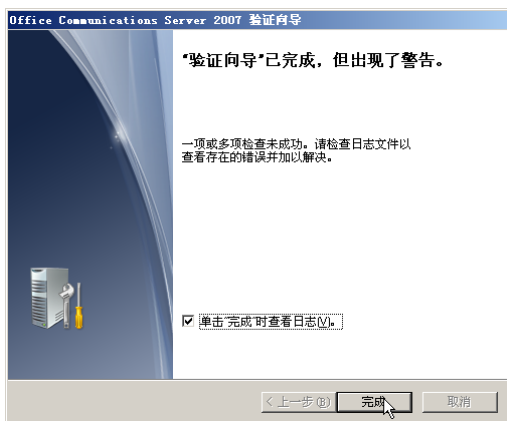 Office Communications Server 2007 验证向导
“验证向导”已完成，但出现了警告。
一项或多项检查未成功。请检查日志文件以
查看存在的错误并加以解决。
单击“完成”时查看日志(V)。
< 上一步(B)
完成
取消